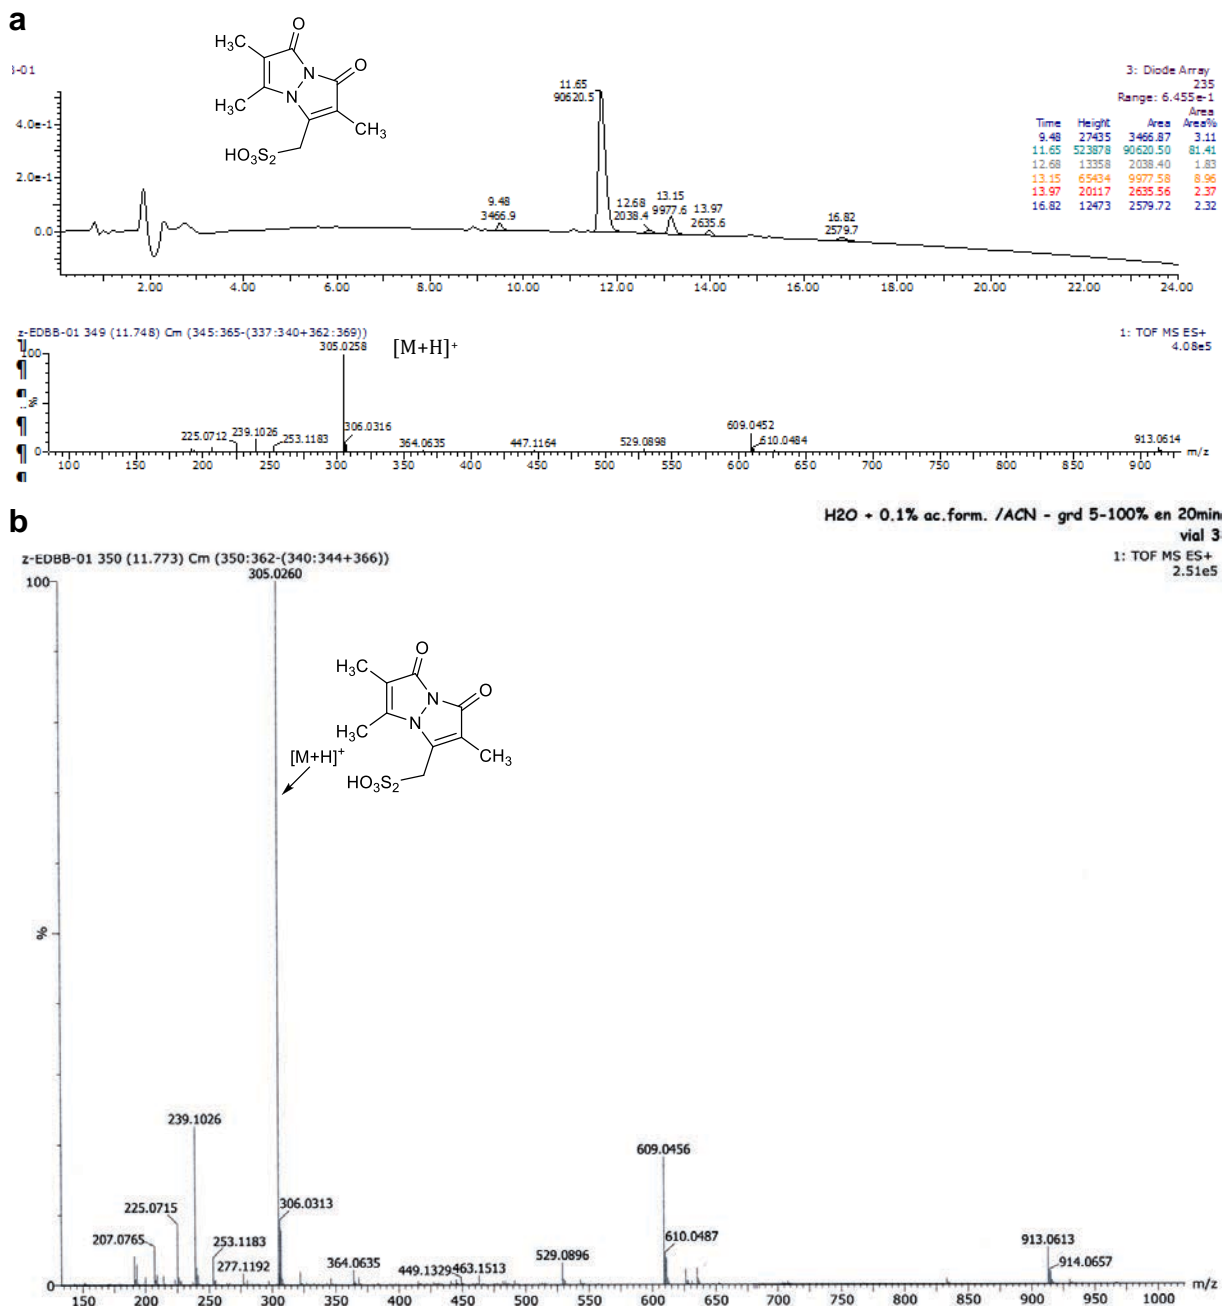 a
3-01
3: Diode Array
235
Range: 6.455e-1
Area
Time Height Area Area%
9.48 27435 3466.87 3.11
11.65 523878 90620.50 81.41
12.68 13358 2038.40 1.83
13.15 65434 9977.58 8.96
13.97 20117 2635.56 2.37
16.82 12473 2579.72 2.32
H3C
O
O
N
N
H3C
CH3
HO3S2
11.65
90620.5
4.0e-1
2.0e-1
0.0
9.48
3466.9
12.68
2038.4
13.15
9977.6
13.97
2635.6
16.82
2579.7
2.00 4.00 6.00 8.00 10.00 12.00 14.00 16.00 18.00 20.00 22.00 24.00
z-EDBB-01 349 (11.748) Cm (345:365-(337:340+362:369))
1: TOF MS ES+
4.08e5
100
305.0258
[M+H]+
¶
¶
¶
¶
¶
¶
%
0
225.0712
239.1026
253.1183
306.0316
364.0635
447.1164
529.0898
609.0452
610.0484
913.0614
100 150 200 250 300 350 400 450 500 550 600 650 700 750 800 850 900 m/z
b
H2O + 0.1% ac.form. /ACN - grd 5-100% en 20min
vial 3
z-EDBB-01 350 (11.773) Cm (350:362-(340:344+366))
1: TOF MS ES+
2.51e5
100
305.0260
H3C
O
O
N
N
H3C
CH3
[M+H]+
HO3S2
%
239.1026
225.0715
207.0765
253.1183
277.1192
306.0313
364.0635
449.1329
463.1513
529.0896
609.0456
610.0487
913.0613
914.0657
0
150 200 250 300 350 400 450 500 550 600 650 700 750 800 850 900 950 1000 m/z